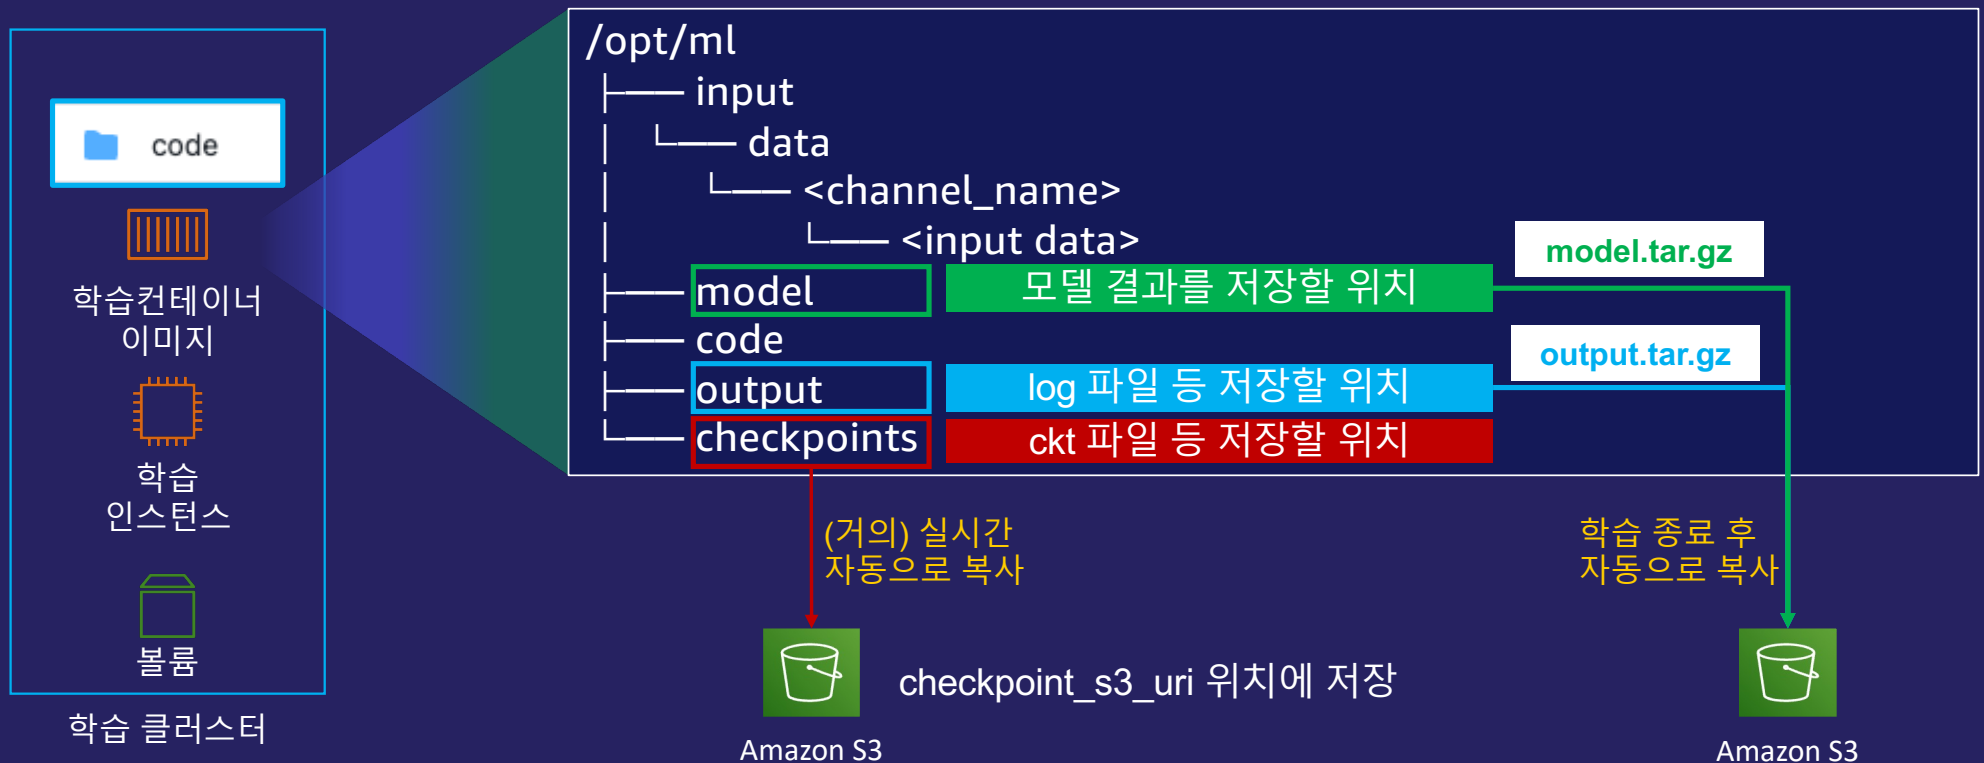 code
학습컨테이너
이미지
학습
인스턴스
볼륨
학습 클러스터
/opt/ml
├── input
│ └── data
│ └── <channel_name>
│ └── <input data>
├── model
모델 결과를 저장할 위치
model.tar.gz
├── code
├── output
log 파일 등 저장할 위치
output.tar.gz
└── checkpoints
ckt 파일 등 저장할 위치
(거의) 실시간
자동으로 복사
학습 종료 후
자동으로 복사
checkpoint_s3_uri 위치에 저장
Amazon S3
Amazon S3